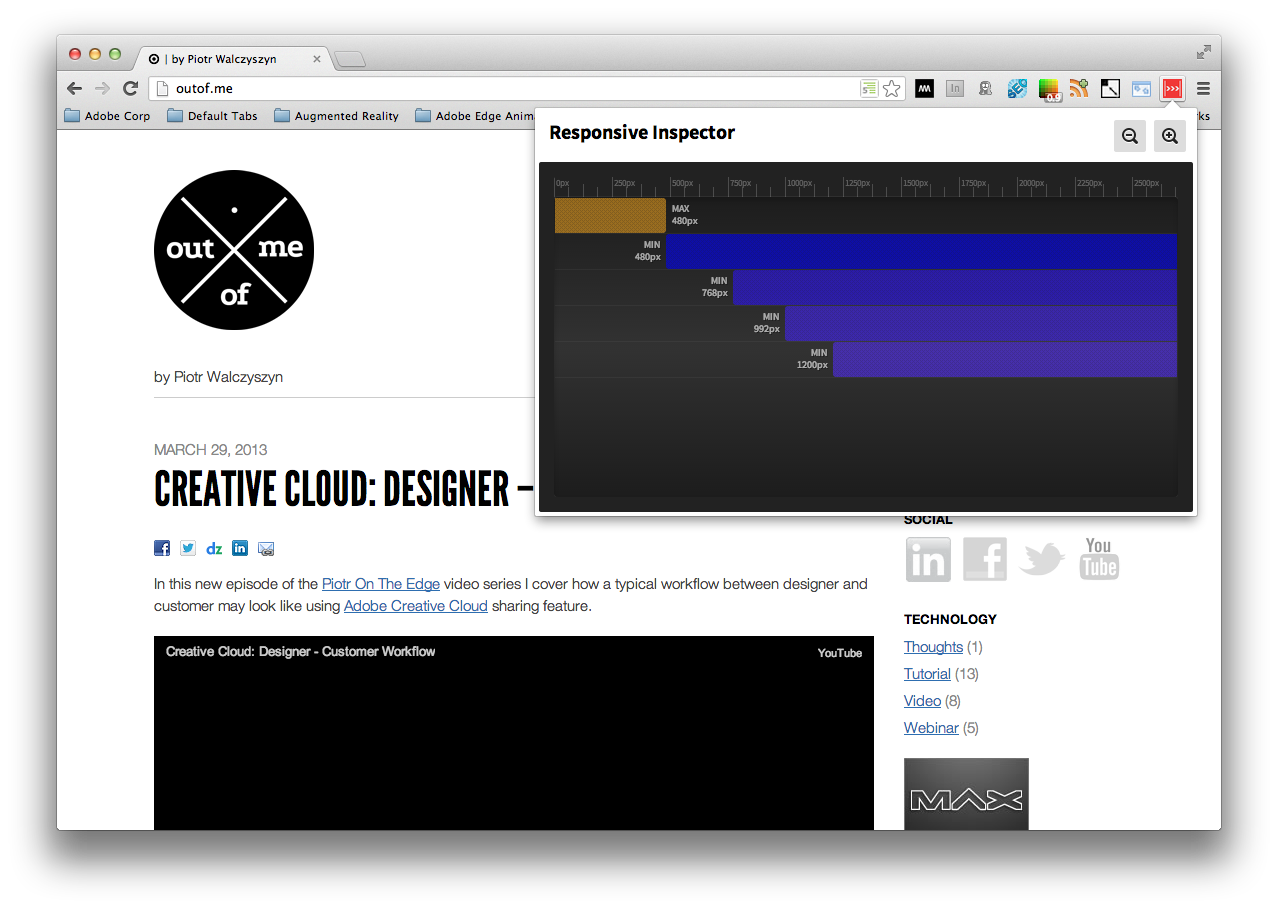 | by Piotr Walczyszyn
outof.me
Adobe Corp
Default Tabs
Augmented Reality
Adobe Edge Anim
ks
Responsive Inspector
0px
250px
500px
750px
1000px
1250px
1500px
1750px
2000px
2250px
2500px
MAX
480px
MIN
480px
MIN
768px
MIN
992px
MIN
1200px
out
me
of
by Piotr Walczyszyn
MARCH 29, 2013
CREATIVE CLOUD: DESIGNER –
dz
in
In this new episode of the Piotr On The Edge video series I cover how a typical workflow between designer and
customer may look like using Adobe Creative Cloud sharing feature.
Creative Cloud: Designer - Customer Workflow
YouTube
SOCIAL
in
f
You
Tube
TECHNOLOGY
Thoughts (1)
Tutorial (13)
Video (8)
Webinar (5)
MAX